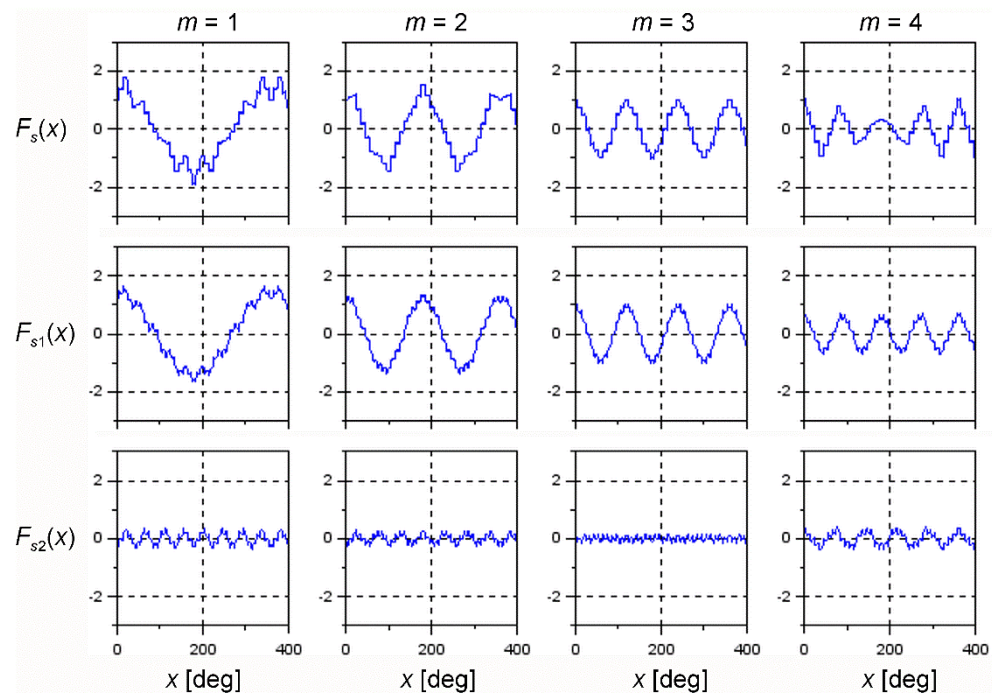 m = 1 m = 2 m = 3 m = 4
Fs(x)
2 2 2 2
0 0 0 0
-2 -2 -2 -2
Fs1(x)
2 2 2 2
0 0 0 0
-2 -2 -2 -2
Fs2(x)
2 2 2 2
0 0 0 0
-2 -2 -2 -2
0 200 400 0 200 400 0 200 400 0 200 400
x [deg] x [deg] x [deg] x [deg]